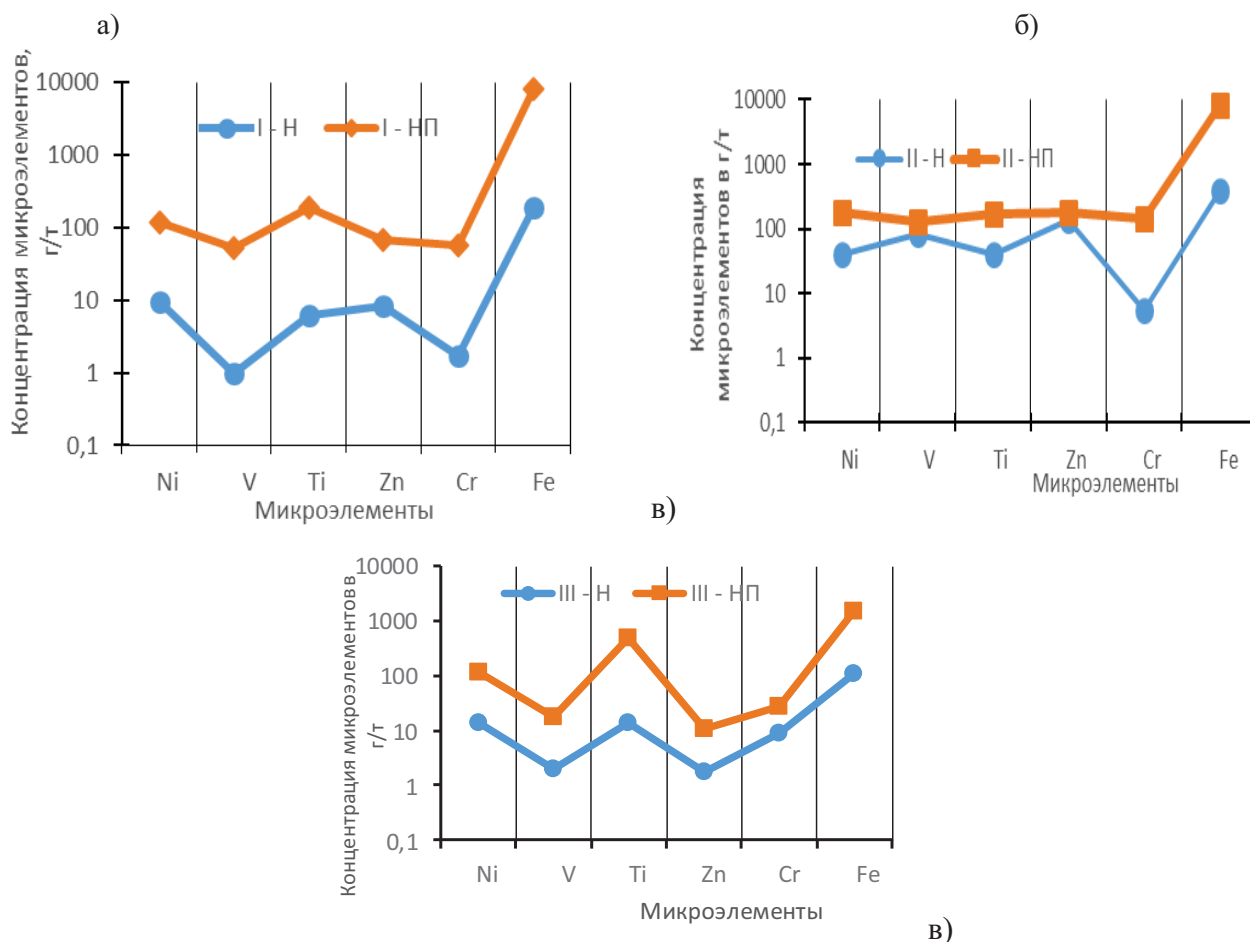 а)
б)
Концентрация микроэлементов,
г/т
10000
1000
100
10
1
0,1
I - Н
I - НП
Ni V Ti Zn Cr Fe
Микроэлементы
Концентрация
микроэлементов в г/т
10000
1000
100
10
1
0,1
II - Н
II - НП
Ni V Ti Zn Cr Fe
Микроэлементы
в)
Концентрация микроэлементовв
г/т
10000
1000
100
10
1
0,1
III - Н
III - НП
Ni V Ti Zn Cr Fe
Микроэлементы
в)